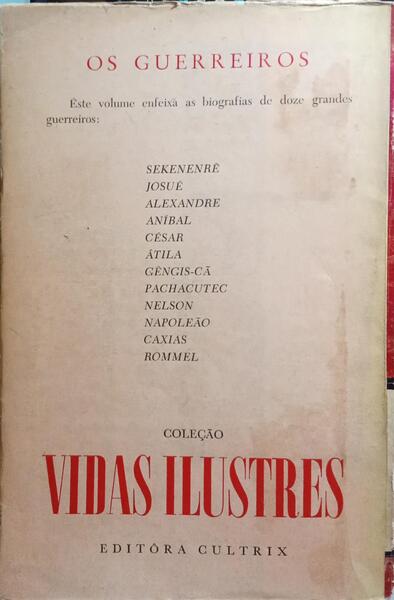 OS GUERREIROS
Êste volume enfeixa as biografias de doze grandes
guerreiros:
SEKENENRÊ
JOSUÉ
ALEXANDRE
ANÍBAL
CÉSAR
ÁTILA
GÊNGIS-CÃ
PACHACUTEC
NELSON
NAPOLEÃO
CAXIAS
ROMMEL
COLEÇÃO
VIDAS ILUSTRES
EDITÔRA CULTRIX